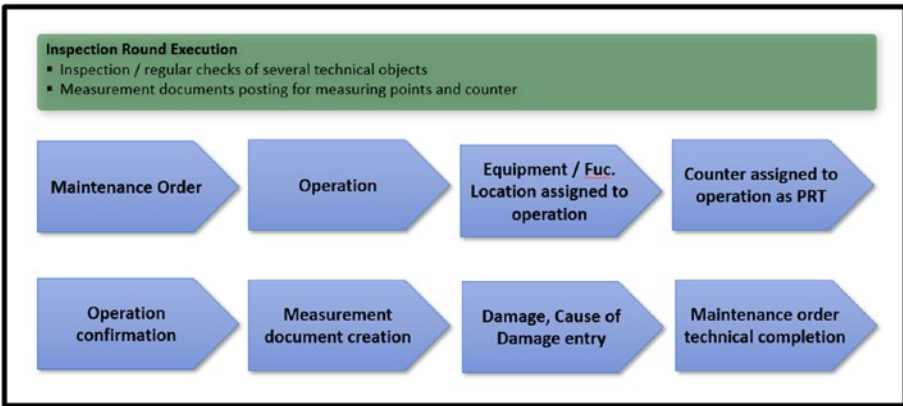 Inspection Round Execution
▪ Inspection / regular checks of several technical objects
▪ Measurement documents posting for measuring points and counter
Maintenance Order
Operation
Equipment / Fuc.
Location assigned to
operation
Counter assigned to
operation as PRT
Operation
confirmation
Measurement
document creation
Damage, Cause of
Damage entry
Maintenance order
technical completion